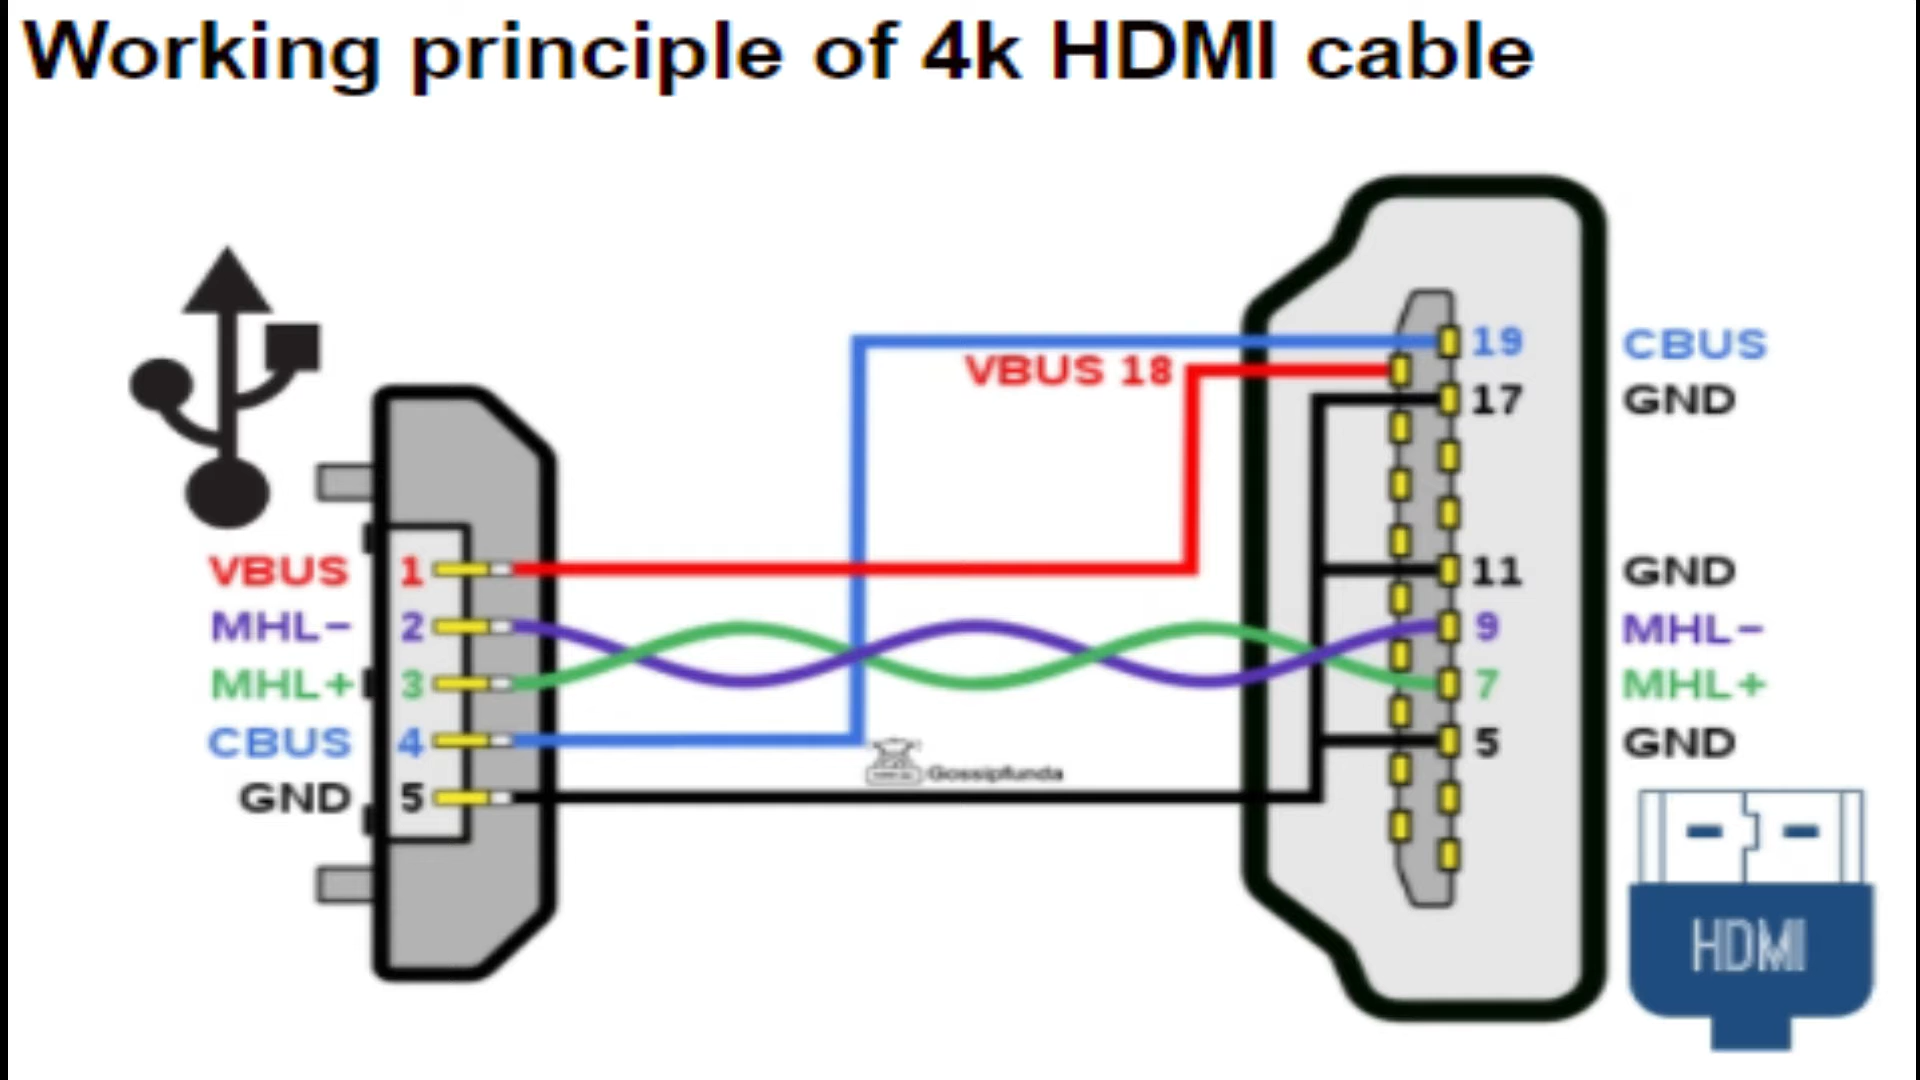 Working principle of 4k HDMI cable
19 CBUS
VBUS 18
17 GND
VBUS 1
11 GND
MHL− 2
9 MHL−
MHL+ 3
7 MHL+
CBUS 4
5 GND
Gossipfunda
GND 5
HDMI